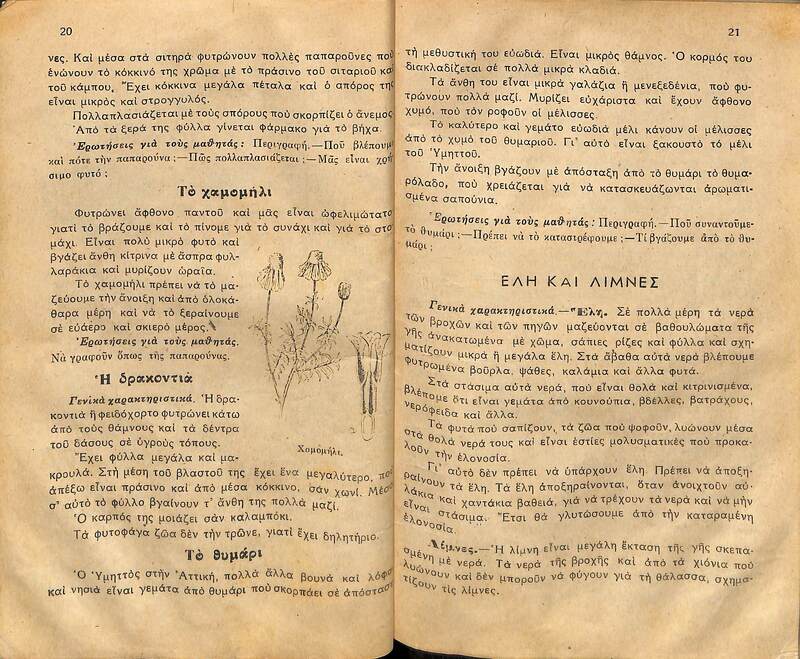 20
νες. Καὶ μέσα στὰ σιτηρά φυτρώνουν πολλὲς παπαροῦνες ποὺ
ἑνώνουν τὸ κόκκινό της χρῶμα μὲ τὸ πράσινο τοῦ σιταριοῦ καὶ
τοῦ κάμπου, Ἔχει κόκκινα μεγάλα πέταλα καὶ ὁ σπόρος της
εἶναι μικρὸς καὶ στρογγυλός.
Πολλαπλασιάζεται μὲ τοὺς σπόρους ποὺ σκορπίζει ὁ ἄνεμος
Ἀπὸ τὰ ξερά της φύλλα γίνεται φάρμακο γιὰ τὸ βήχα.
Ἐρωτήσεις γιὰ τοὺς μαθητάς: Περιγραφή.—Ποῦ βλέπουμε
καὶ πότε τὴν παπαρούνα;—Πῶς πολλαπλασιάζεται;—Μᾶς εἶναι χρή
σιμο φυτό;
Τὸ χαμομήλι
Φυτρώνει ἄφθονο παντοῦ καὶ μᾶς εἶναι ὠφελιμώτατο
γιατὶ τὸ βράζουμε καὶ τὸ πίνομε γιὰ τὸ συνάχι καὶ γιὰ τὸ στο
μάχι. Εἶναι πολὺ μικρὸ φυτὸ καὶ
βγάζει ἄνθη κίτρινα μὲ ἄσπρα φυλ-
λαράκια καὶ μυρίζουν ὡραῖα.
Τὸ χαμομήλι πρέπει νὰ τὸ μα-
ζεύουμε τὴν ἄνοιξη καὶ ἀπὸ ὁλοκά-
θαρα μέρη καὶ νὰ τὸ ξεραίνουμε
σὲ εὐάερο καὶ σκιερὸ μέρος.
Ἐρωτήσεις γιὰ τοὺς μαθητάς.
Νὰ γραφοῦν ὅπως τῆς παπαρούνας.
Ἡ δρακοντιὰ
Γενικὰ χαρακτηριστικά. Ἡ δρα-
κοντιὰ ἢ φειδόχορτο φυτρώνει κάτω
ἀπὸ τοὺς θάμνους καὶ τὰ δέντρα
τοῦ δάσους σὲ ὑγροὺς τόπους.
Ἔχει φύλλα μεγάλα καὶ μα-
κρουλά. Στὴ μέση τοῦ βλαστοῦ της ἔχει ἕνα μεγαλύτερο, ποὺ
ἀπέξω εἶναι πράσινο καὶ ἀπὸ μέσα κόκκινο, σὰν χωνί. Μέσα
σ' αὐτὸ τὸ φύλλο βγαίνουν τ' ἄνθη της πολλὰ μαζί.
Ὁ καρπός της μοιάζει σὰν καλαμπόκι.
Τὰ φυτοφάγα ζῶα δὲν τὴν τρῶνε, γιατὶ ἔχει δηλητήριο.
Χομομήλι.
Τὸ θυμάρι
Ὁ Ὑμηττὸς στὴν Ἀττική, πολλὰ ἄλλα βουνὰ καὶ λόφοι
καὶ νησιὰ εἶναι γεμάτα ἀπὸ θυμάρι ποὺ σκορπάει σὲ ἀπόσταση
21
τὴ μεθυστική του εὐωδιά. Εἶναι μικρὸς θάμνος. Ὁ κορμός του
διακλαδίζεται σὲ πολλὰ μικρὰ κλαδιά.
Τὰ ἄνθη του εἶναι μικρὰ γαλάζια ἢ μενεξεδένια, ποὺ φυ-
τρώνουν πολλὰ μαζί. Μυρίζει εὐχάριστα καὶ ἔχουν ἄφθονο
χυμό, ποὺ τὸν ροφοῦν οἱ μέλισσες.
Τὸ καλύτερο καὶ γεμάτο εὐωδιὰ μέλι κάνουν οἱ μέλισσες
ἀπὸ τὸ χυμὸ τοῦ θυμαριοῦ. Γι' αὐτὸ εἶναι ξακουστὸ τὸ μέλι
τοῦ Ὑμηττοῦ.
Τὴν ἄνοιξη βγάζουν μὲ ἀπόσταξη ἀπὸ τὸ θυμάρι τὸ θυμα-
ρόλαδο, ποὺ χρειάζεται γιὰ νὰ κατασκευάζωνται ἀρωματι-
σμένα σαπούνια.
Ἐρωτήσεις γιὰ τοὺς μαθητάς: Περιγραφή.—Ποῦ συναντοῦμε-
τὸ θυμάρι;—Πρέπει νὰ τὸ καταστρέφουμε;—Τί βγάζουμε ἀπὸ τὸ θυ-
μάρι;
ΕΛΗ ΚΑΙ ΛΙΜΝΕΣ
Γενικὰ χαρακτηριστικά.—Ἕλη. Σὲ πολλὰ μέρη τὰ νερὰ
τῶν βροχῶν καὶ τῶν πηγῶν μαζεύονται σὲ βαθουλώματα τῆς
γῆς ἀνακατωμένα μὲ χῶμα, σάπιες ρίζες καὶ φύλλα καὶ σχη-
ματίζουν μικρὰ ἢ μεγάλα ἕλη. Στὰ ἄβαθα αὐτὰ νερὰ βλέπουμε
φυτρωμένα βοῦρλα, ψάθες, καλάμια καὶ ἄλλα φυτά.
Στὰ στάσιμα αὐτὰ νερά, ποὺ εἶναι θολὰ καὶ κιτρινισμένα,
βλέπομε ὅτι εἶναι γεμάτα ἀπὸ κουνούπια, βδέλλες, βατράχους,
νερόφειδα καὶ ἄλλα.
Τὰ φυτὰ ποὺ σαπίζουν, τὰ ζῶα ποὺ ψοφοῦν, λυώνουν μέσα
στὰ θολὰ νερά τους καὶ εἶναι ἑστίες μολυσματικὲς ποὺ προκα-
λοῦν τὴν ἑλονοσία.
Γι' αὐτὸ δὲν πρέπει νὰ ὑπάρχουν ἕλη. Πρέπει νὰ ἀποξη-
ραίνουν τὰ ἕλη. Τὰ ἕλη ἀποξηραίνονται, ὅταν ἀνοιχτοῦν αὐ-
λάκια καὶ χαντάκια βαθειά, γιὰ νὰ τρέχουν τὰ νερὰ καὶ νὰ μὴν
εἶναι στάσιμα. Ἔτσι θὰ γλυτώσουμε ἀπὸ τὴν καταραμένη
ἑλονοσία.
Λίμνες.—Ἡ λίμνη εἶναι μεγάλη ἔκταση τῆς γῆς σκεπα-
σμένη μὲ νερά. Τὰ νερὰ τῆς βροχῆς καὶ ἀπὸ τὰ χιόνια ποὺ
λυώνουν καὶ δὲν μποροῦν νὰ φύγουν γιὰ τὴ θάλασσα, σχημα-
τίζουν τὶς λίμνες.